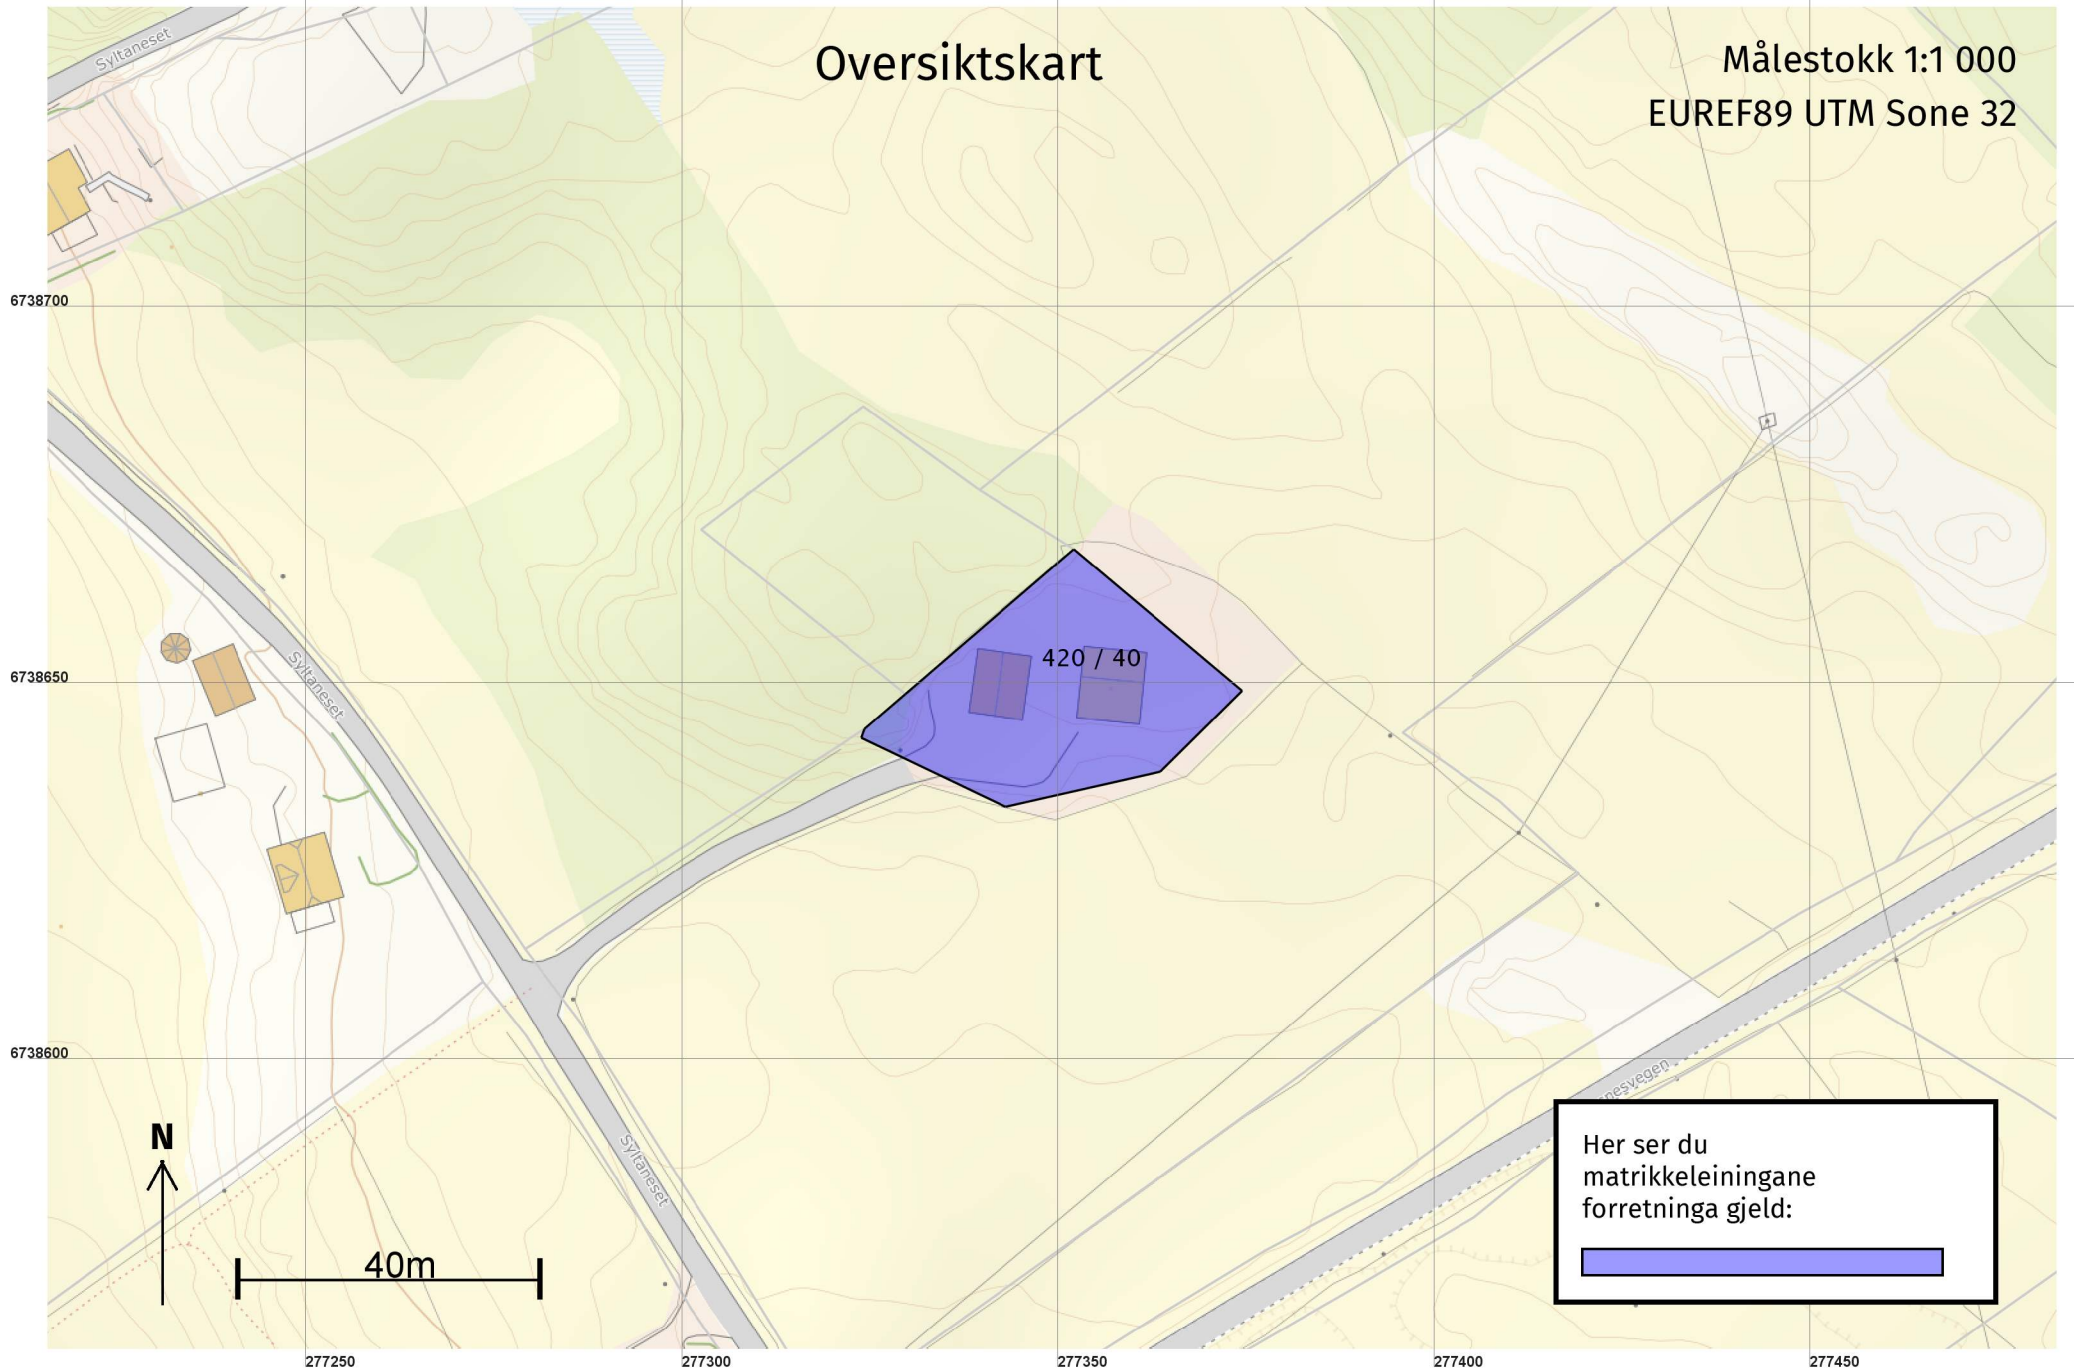 Oversiktskart
Målestokk 1:1 000
EUREF89 UTM Sone 32
Syltaneset
6738700
420 / 40
6738650
Syltaneset
6738600
N
Syltaneset
40m
Her ser du
matrikkeleiningane
forretninga gjeld:
277250
277300
277350
277400
277450